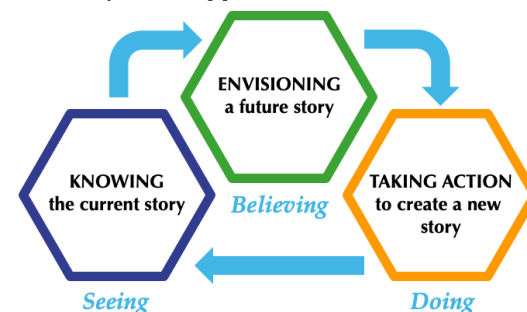 ENVISIONING
a future story
KNOWING
the current story
TAKING ACTION
to create a new
story
Believing
Seeing
Doing